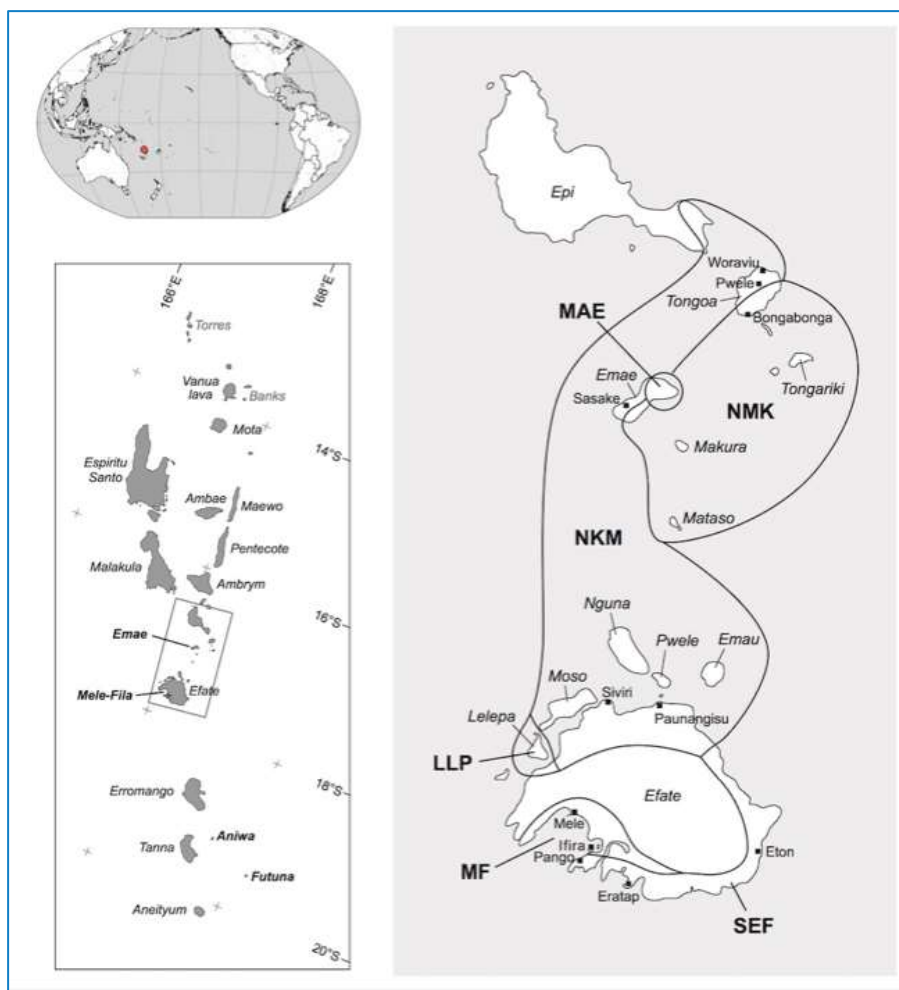 166°E
168°E
Torres
Vanua
lava
Banks
Mota
14°S
Espiritu
Santo
Ambae
Maewo
Pentecote
Malakula
Ambrym
16°S
Emae
Mele-Fila
Efate
18°S
Erromango
Aniwa
Tanna
Futuna
Aneityum
20°S
Epi
Woraviu
Pwele
Tongoa
MAE
Bongabonga
Emae
Tongariki
Sasake
NMK
Makura
Mataso
NKM
Nguna
Pwele
Emau
Moso
Siviri
Lelepa
Paunangisu
LLP
Efate
Mele
Ifira
MF
Pango
Eton
Eratap
SEF